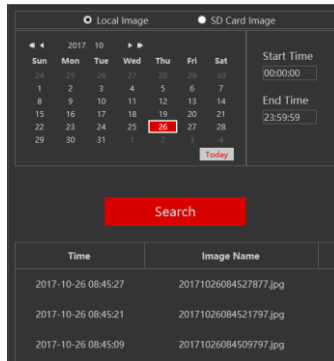 Local Image SD Card Image
2017 10
Sun Mon Tue Wed Thu Fri Sat
24 25 26 27 28 29 30
1 2 3 4 5 6 7
8 9 10 11 12 13 14
15 16 17 18 19 20 21
22 23 24 25 26 27 28
29 30 31 1 2 3 4
Today
Start Time
00:00:00
End Time
23:59:59
Search
Time Image Name
2017-10-26 08:45:27 20171026084527877.jpg
2017-10-26 08:45:21 20171026084521797.jpg
2017-10-26 08:45:09 20171026084509797.jpg